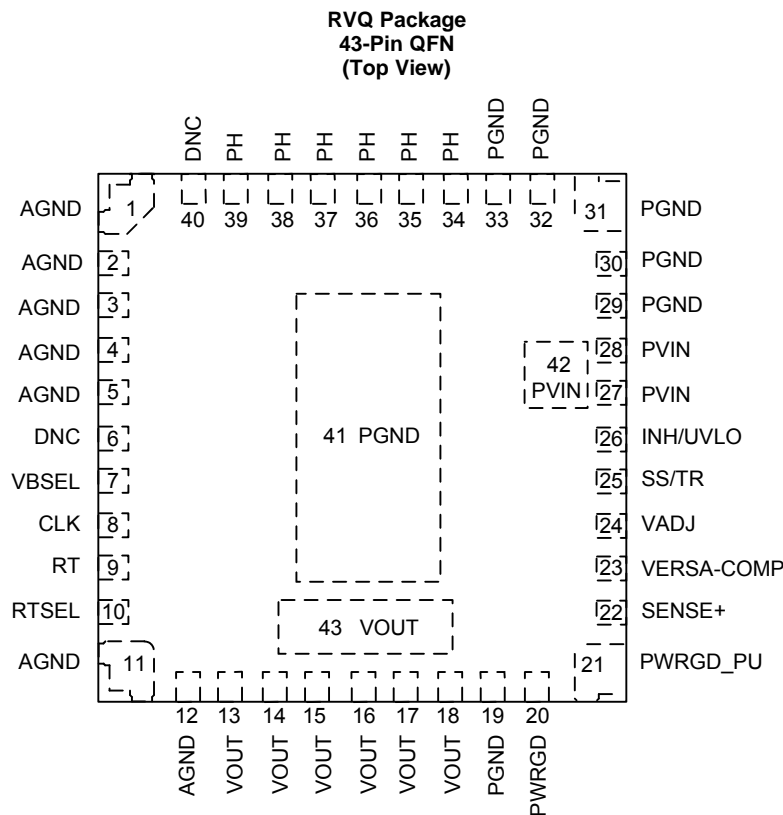 RVQ Package
43-Pin QFN
(Top View)
DNC PH PH PH PH PH PH PGND PGND
40 39 38 37 36 35 34 33 32
AGND 1 31 PGND
AGND 2 30 PGND
AGND 3 29 PGND
AGND 4 28 PVIN
42
PVIN
AGND 5 27 PVIN
DNC 6 41 PGND 26 INH/UVLO
VBSEL 7 25 SS/TR
CLK 8 24 VADJ
RT 9 23 VERSA-COMP
RTSEL 10 22 SENSE+
43 VOUT
AGND 11 21 PWRGD_PU
12 13 14 15 16 17 18 19 20
AGND VOUT VOUT VOUT VOUT VOUT VOUT PGND PWRGD